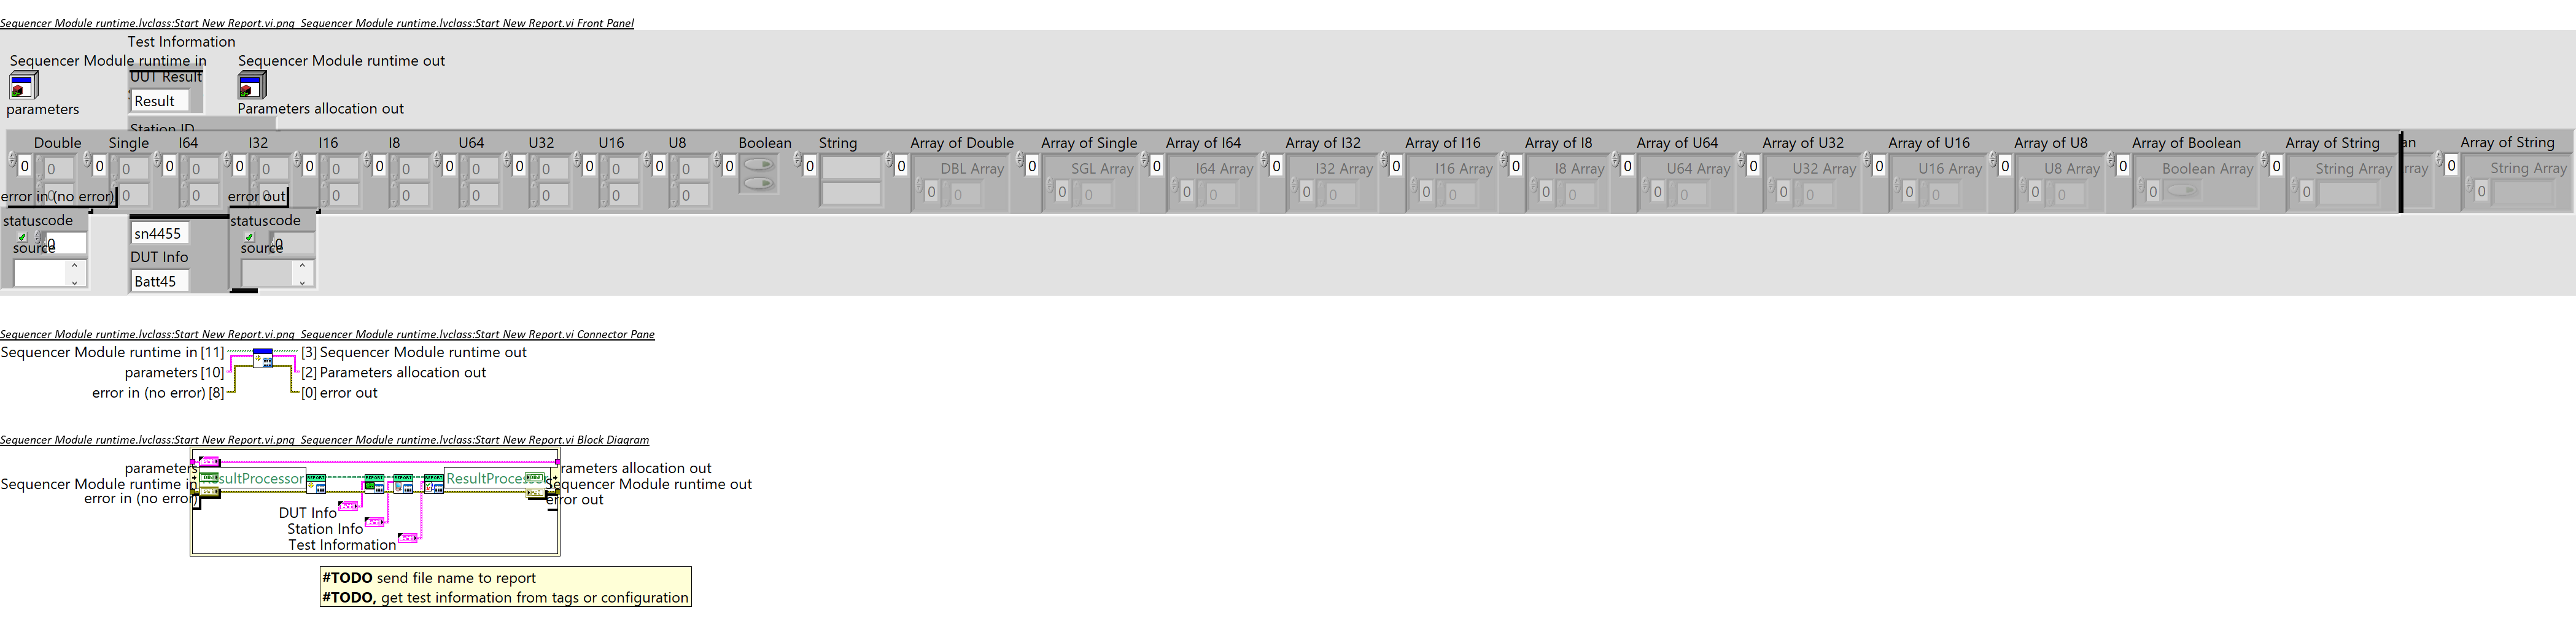 Sequencer Module runtime.lvclass:Start New Report.vi.png  Sequencer Module runtime.lvclass:Start New Report.vi Front Panel
Test Information
Sequencer Module runtime in
Sequencer Module runtime out
UUT Result
Result
parameters
Parameters allocation out
Station ID
Double Single I64 I32 I16 I8 U64 U32 U16 U8 Boolean String Array of Double Array of Single Array of I64 Array of I32 Array of I16 Array of I8 Array of U64 Array of U32 Array of U16 Array of U8 Array of Boolean Array of String an Array of String
0 0 0 0 0 0 0 0 0 0 0 0 0 0 0 0 0 0 0 0 0 0 DBL Array 0 SGL Array 0 I64 Array 0 I32 Array 0 I16 Array 0 I8 Array 0 U64 Array 0 U32 Array 0 U16 Array 0 U8 Array 0 Boolean Array 0 String Array rray 0 String Array
error in (no error) 0 0 error out 0 0 0 0 0 0 0 0 0 0 0 0 0 0 0 0 0 0 0 0 0 0 0 0 0 0 0 0
status code
status code
sn4455
0
0
source
source
DUT Info
Batt45
Sequencer Module runtime.lvclass:Start New Report.vi.png  Sequencer Module runtime.lvclass:Start New Report.vi Connector Pane
Sequencer Module runtime in [11] [3] Sequencer Module runtime out
parameters [10] [2] Parameters allocation out
error in (no error) [8] [0] error out
Sequencer Module runtime.lvclass:Start New Report.vi.png  Sequencer Module runtime.lvclass:Start New Report.vi Block Diagram
parameters rameters allocation out
Sequencer Module runtime in sultProcessor REPORT REPORT REPORT REPORT ResultProcesso Sequencer Module runtime out
error in (no error) error out
DUT Info
Station Info
Test Information
#TODO send file name to report
#TODO, get test information from tags or configuration